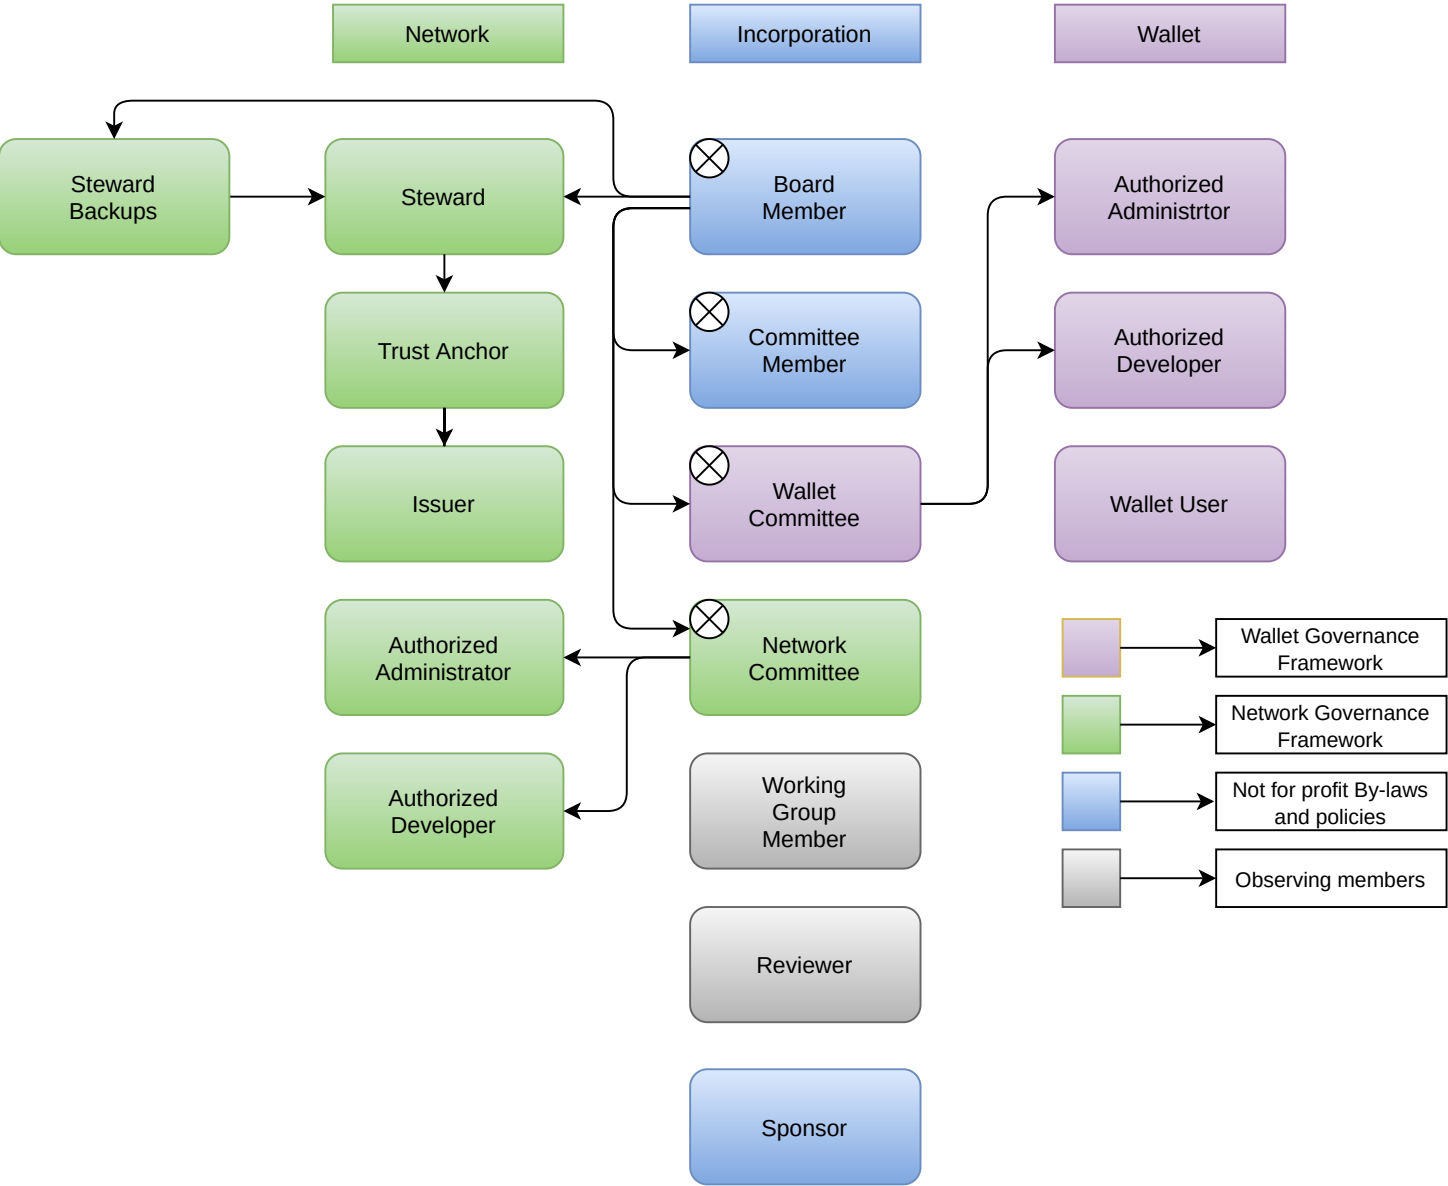 Network
Incorporation
Wallet
Steward
Backups
Steward
Board
Member
Authorized
Administrtor
Trust Anchor
Committee
Member
Authorized
Developer
Issuer
Wallet
Committee
Wallet User
Authorized
Administrator
Network
Committee
Wallet Governance
Framework
Network Governance
Framework
Authorized
Developer
Working
Group
Member
Not for profit By-laws
and policies
Observing members
Reviewer
Sponsor